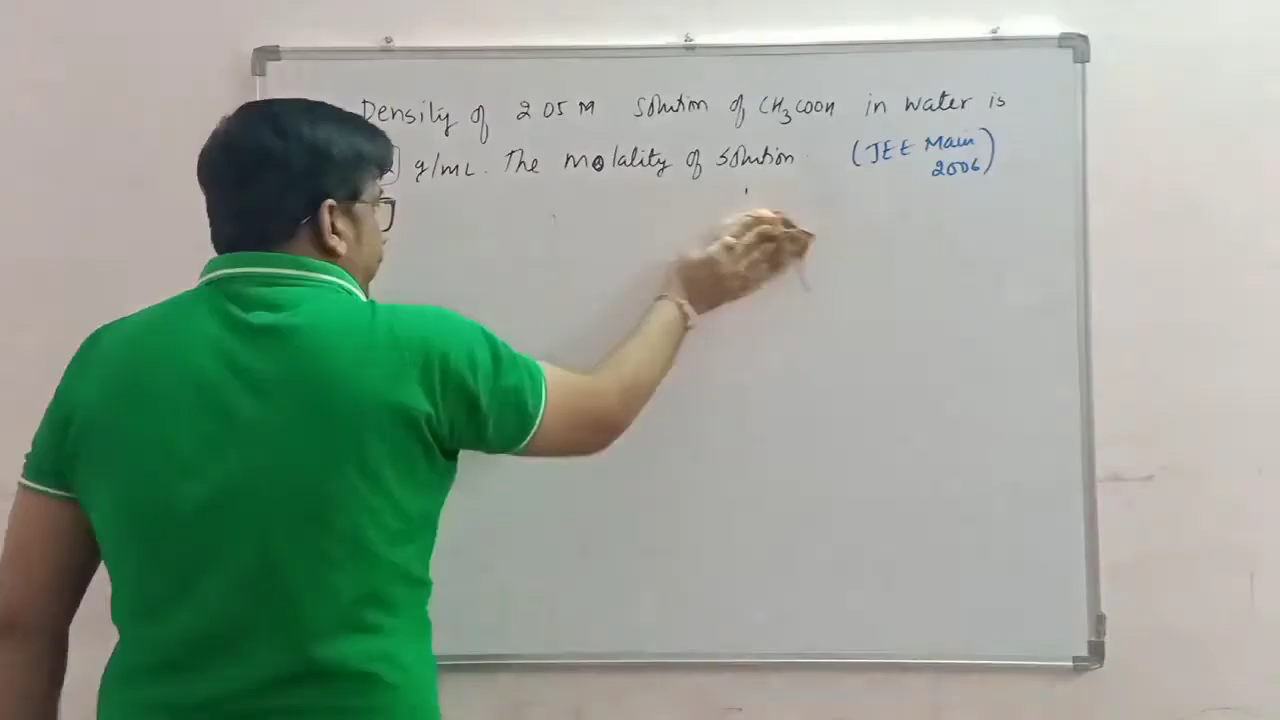 Density of 2 05 M solution of CH3COOH in water is
g/mL. The molality of solution (JEE Main
2006)